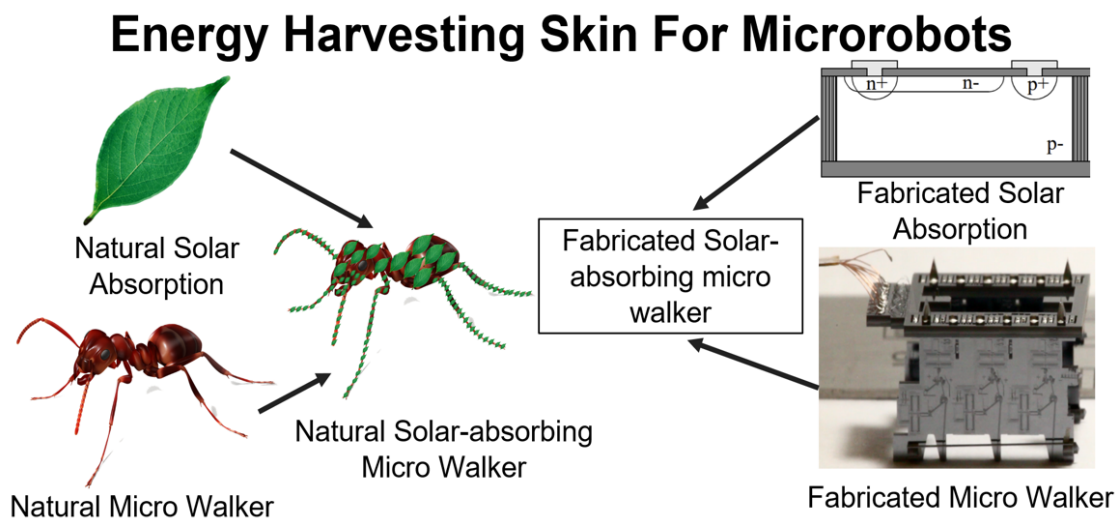 Energy Harvesting Skin For Microrobots
n+
n-
p+
p-
Natural Solar
Absorption
Fabricated Solar-
absorbing micro
walker
Fabricated Solar
Absorption
Natural Solar-absorbing
Micro Walker
Natural Micro Walker
Fabricated Micro Walker